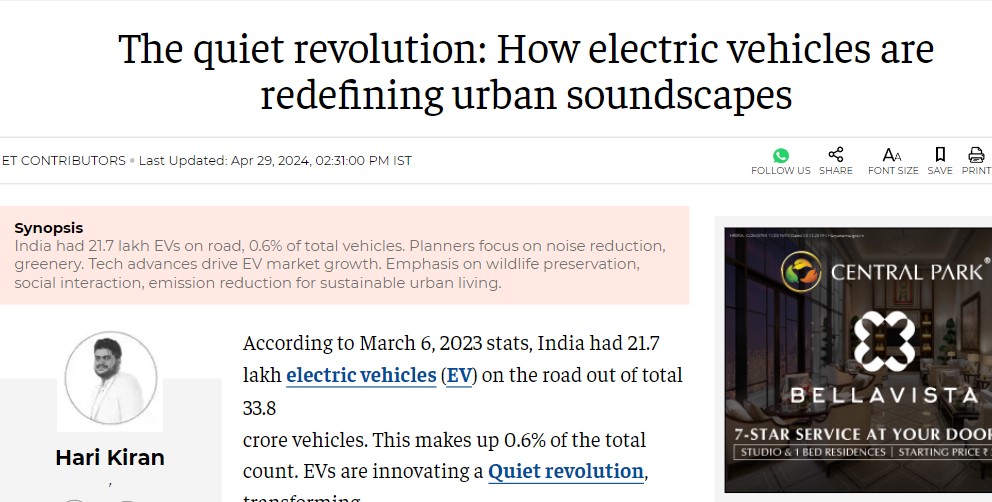 The quiet revolution: How electric vehicles are
redefining urban soundscapes
ET CONTRIBUTORS • Last Updated: Apr 29, 2024, 02:31:00 PM IST
FOLLOW US
SHARE
FONT SIZE
SAVE
PRINT
Synopsis
India had 21.7 lakh EVs on road, 0.6% of total vehicles. Planners focus on noise reduction,
greenery. Tech advances drive EV market growth. Emphasis on wildlife preservation,
social interaction, emission reduction for sustainable urban living.
Hari Kiran
,
According to March 6, 2023 stats, India had 21.7
lakh electric vehicles (EV) on the road out of total
33.8
crore vehicles. This makes up 0.6% of the total
count. EVs are innovating a Quiet revolution,
transforming
CENTRAL PARK®
BELLAVISTA
7-STAR SERVICE AT YOUR DOOR
STUDIO & 1 BED RESIDENCES | STARTING PRICE ₹